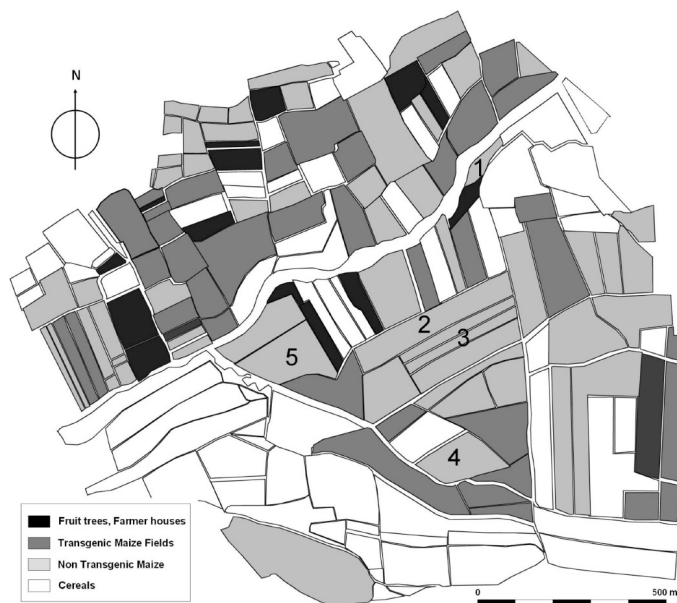 N
1
2
3
5
4
Fruit trees, Farmer houses
Transgenic Maize Fields
Non Transgenic Maize
Cereals
0 500 m